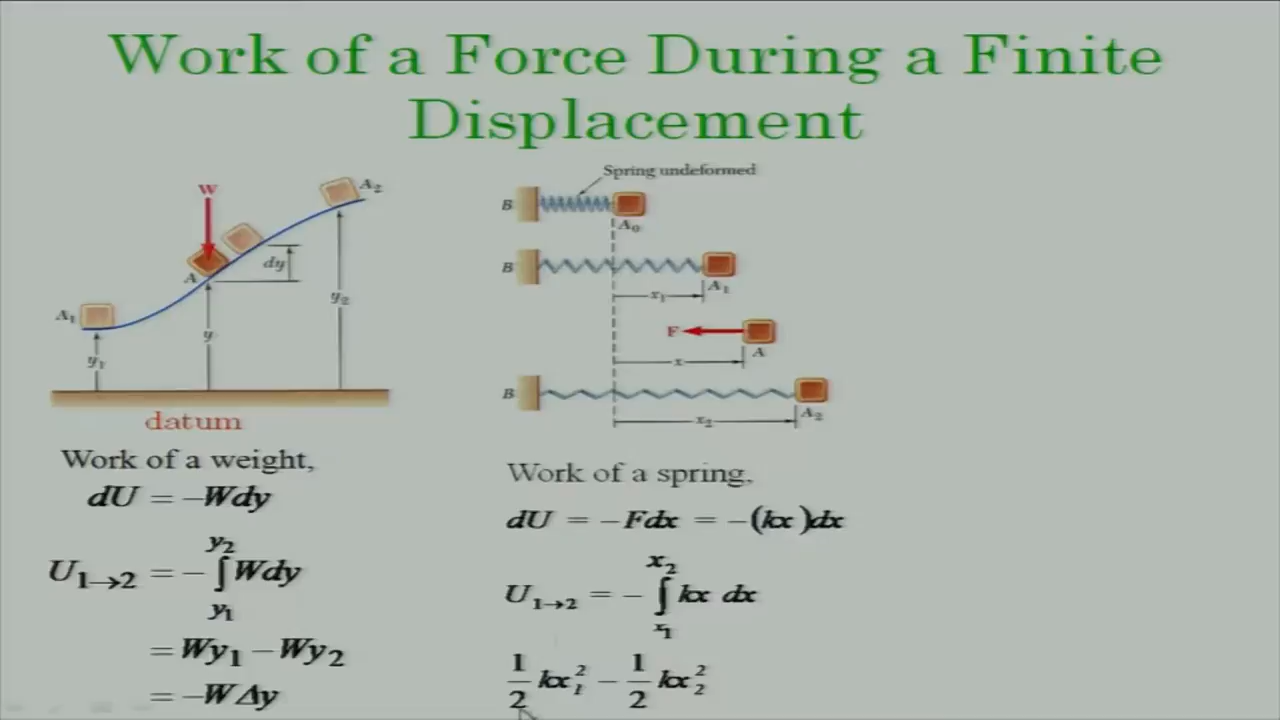 Work of a Force During a Finite
Displacement
W
A₂
dy
A
A₁
y₁
y
y₂
datum
Work of a weight,
dU = −Wdy
U₁→₂ = − ∫_{y₁}^{y₂} Wdy
= Wy₁ − Wy₂
= −WΔy
Spring undeformed
B
A₀
B
A₁
x₁
F
A
x
B
A₂
x₂
Work of a spring,
dU = −Fdx = −(kx)dx
U₁→₂ = − ∫_{x₁}^{x₂} kx dx
1/2 kx₁² − 1/2 kx₂²